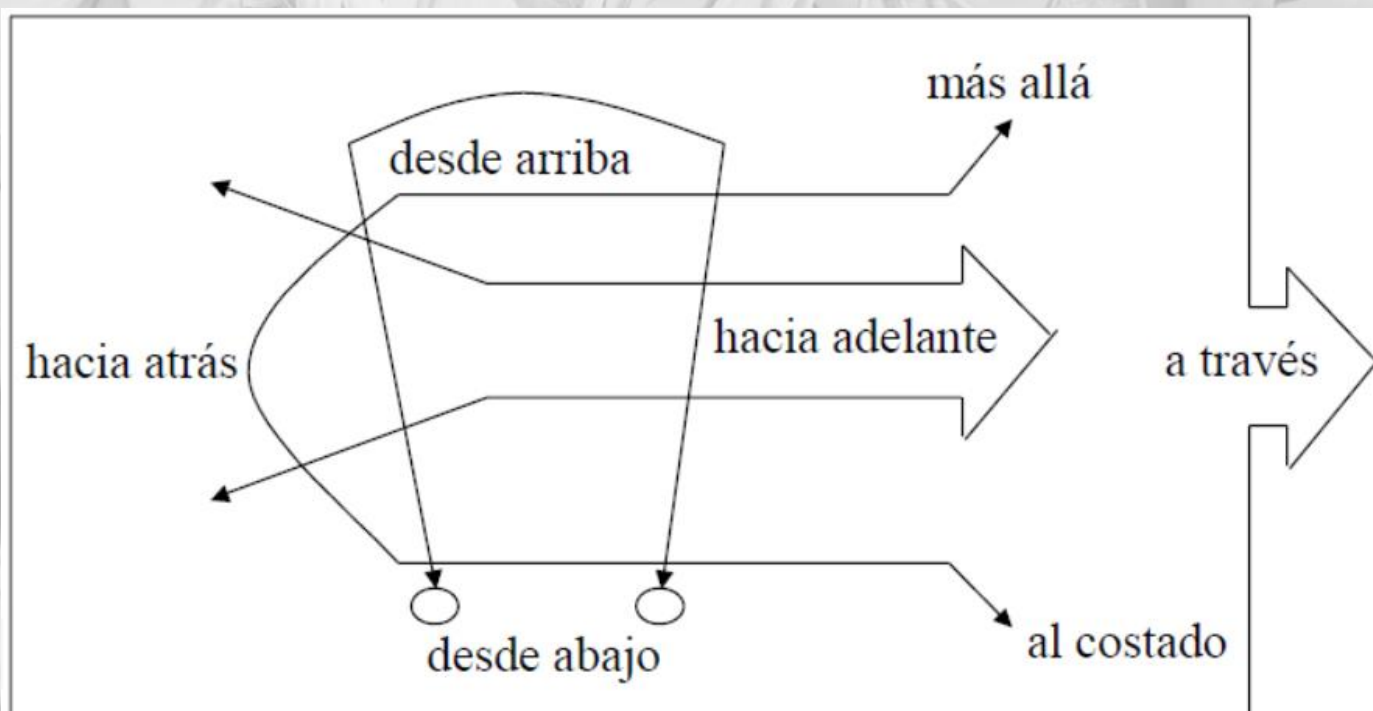 más allá
desde arriba
hacia adelante
hacia atrás
a través
al costado
desde abajo